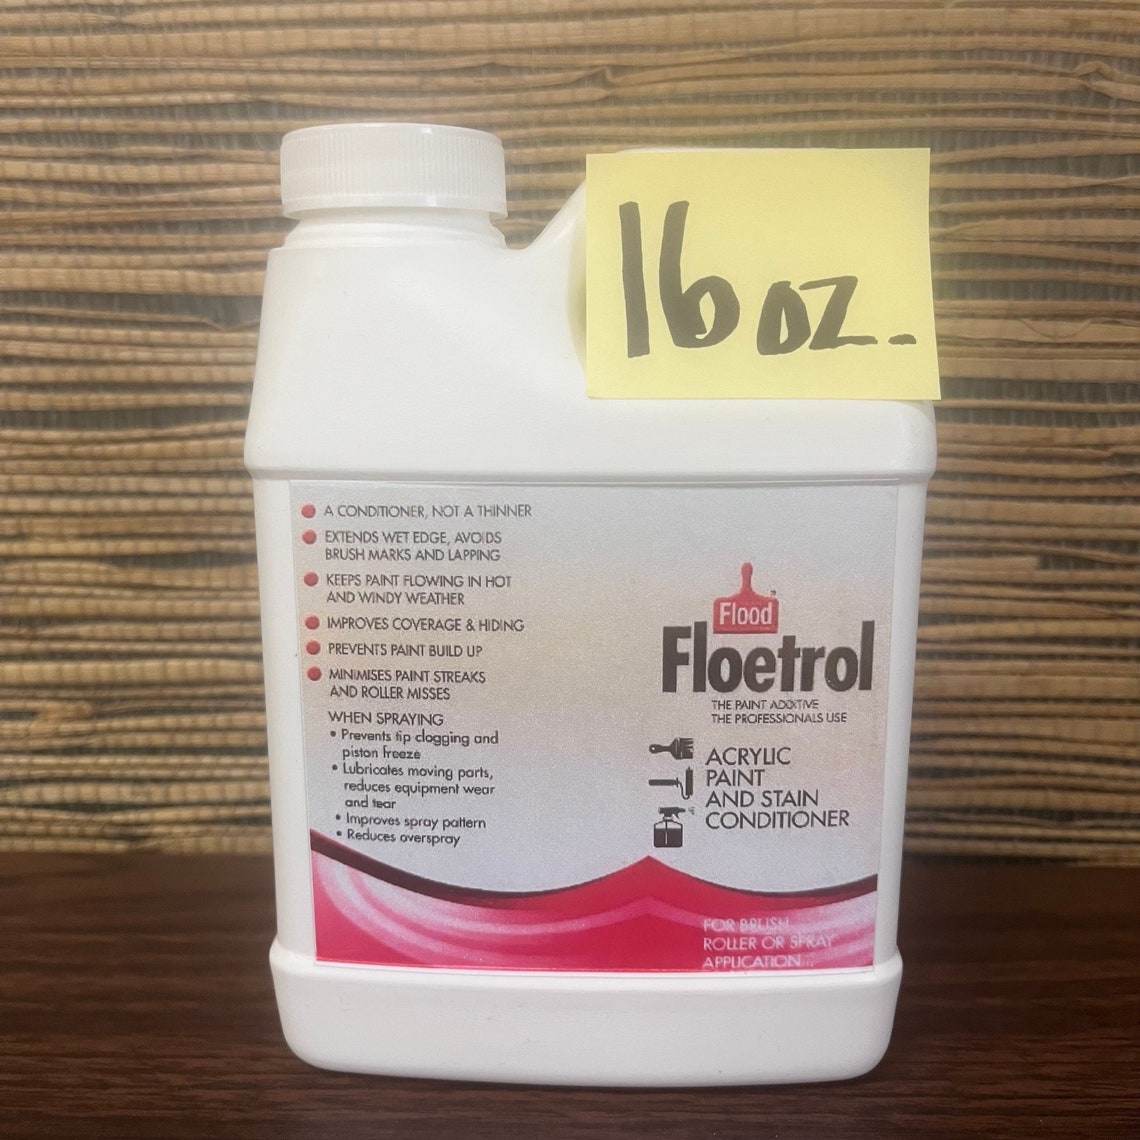 16 oz.
A CONDITIONER, NOT A THINNER
EXTENDS WET EDGE, AVOIDS
BRUSH MARKS AND LAPPING
KEEPS PAINT FLOWING IN HOT
AND WINDY WEATHER
IMPROVES COVERAGE & HIDING
PREVENTS PAINT BUILD UP
MINIMISES PAINT STREAKS
AND ROLLER MISSES
WHEN SPRAYING
• Prevents tip clogging and
piston freeze
• Lubricates moving parts,
reduces equipment wear
and tear
• Improves spray pattern
• Reduces overspray
Flood
Floetrol
THE PAINT ADDITIVE
THE PROFESSIONALS USE
ACRYLIC
PAINT
AND STAIN
CONDITIONER
FOR BRUSH,
ROLLER OR SPRAY
APPLICATION...